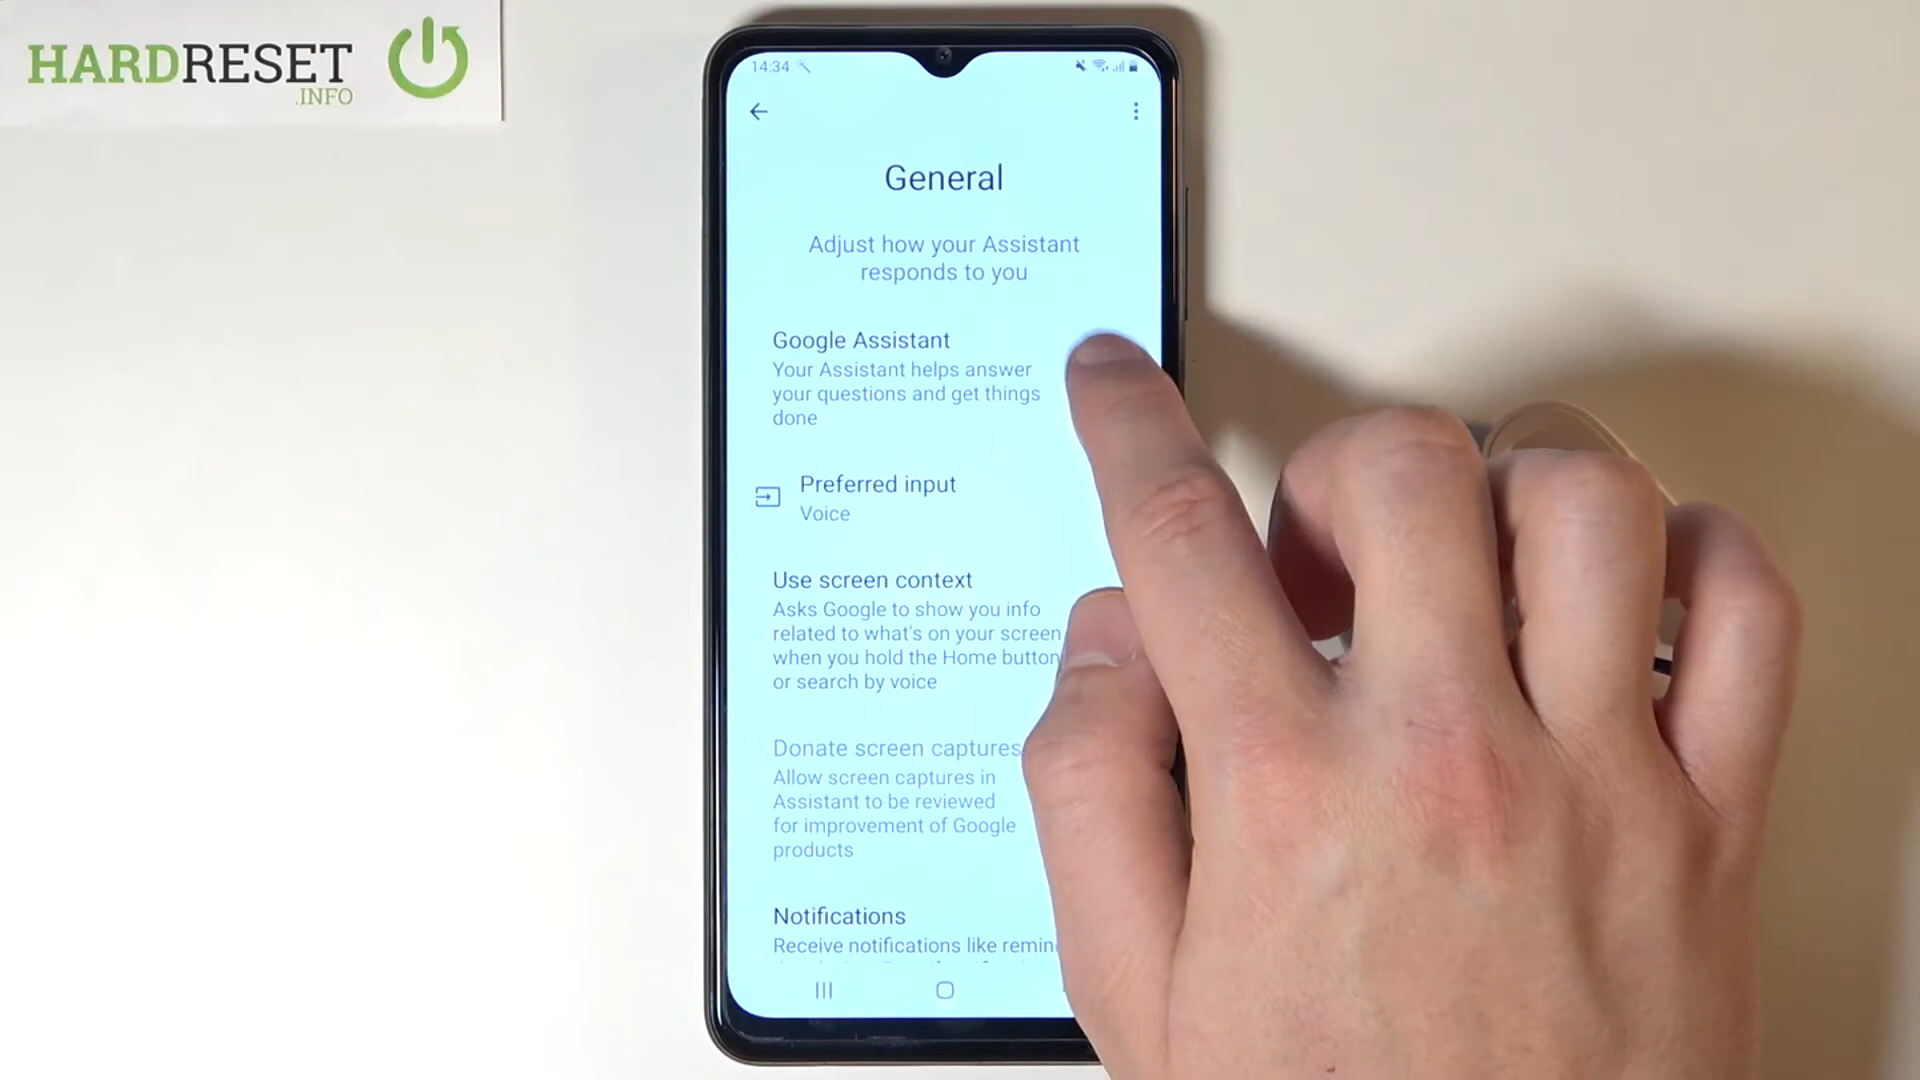 HARDRESET
.INFO
14:34
General
Adjust how your Assistant
responds to you
Google Assistant
Your Assistant helps answer
your questions and get things
done
Preferred input
Voice
Use screen context
Asks Google to show you info
related to what's on your screen
when you hold the Home button
or search by voice
Donate screen captures
Allow screen captures in
Assistant to be reviewed
for improvement of Google
products
Notifications
Receive notifications like